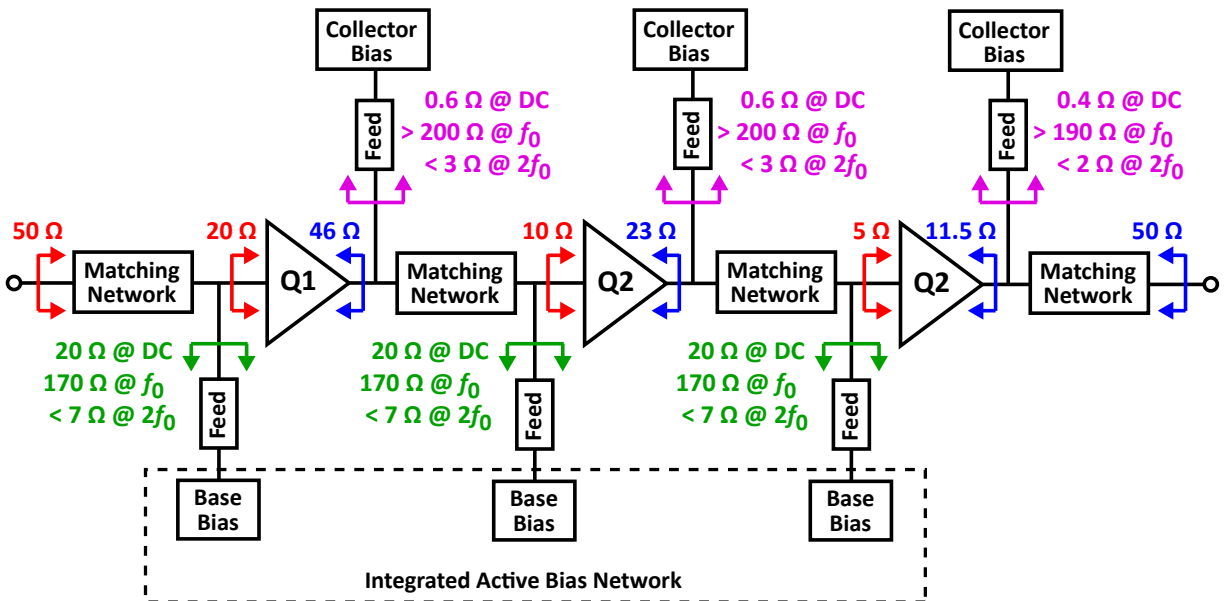 Collector
Bias
Collector
Bias
Collector
Bias
Feed
0.6 Ω @ DC
> 200 Ω @ f0
< 3 Ω @ 2f0
Feed
0.6 Ω @ DC
> 200 Ω @ f0
< 3 Ω @ 2f0
Feed
0.4 Ω @ DC
> 190 Ω @ f0
< 2 Ω @ 2f0
50 Ω
Matching
Network
20 Ω
Q1
46 Ω
Matching
Network
10 Ω
Q2
23 Ω
Matching
Network
5 Ω
Q2
11.5 Ω
Matching
Network
50 Ω
20 Ω @ DC
170 Ω @ f0
< 7 Ω @ 2f0
Feed
20 Ω @ DC
170 Ω @ f0
< 7 Ω @ 2f0
Feed
20 Ω @ DC
170 Ω @ f0
< 7 Ω @ 2f0
Feed
Base
Bias
Base
Bias
Base
Bias
Integrated Active Bias Network